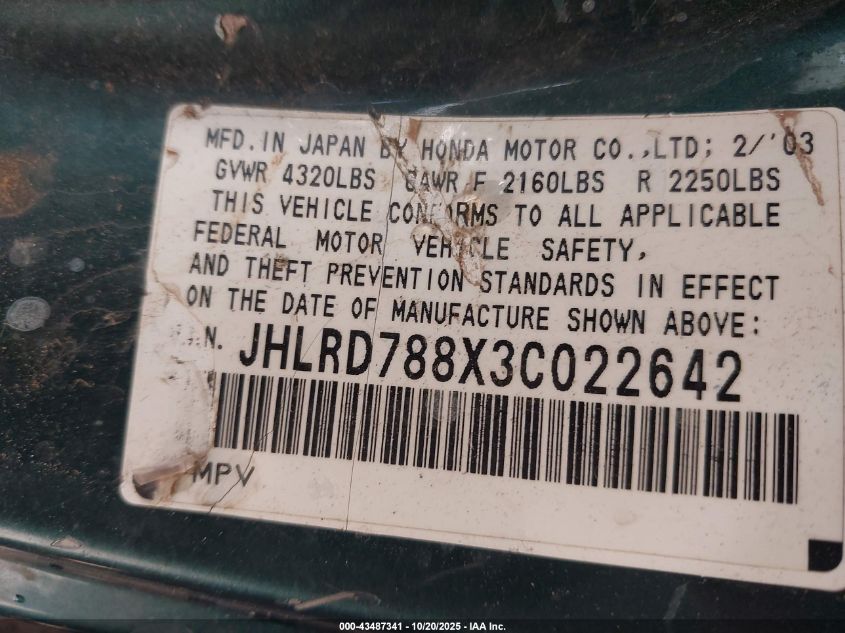 MFD. IN JAPAN BY HONDA MOTOR CO.,LTD; 2/'03
GVWR 4320LBS GAWR F 2160LBS R 2250LBS
THIS VEHICLE CONFORMS TO ALL APPLICABLE
FEDERAL MOTOR VEHICLE SAFETY,
AND THEFT PREVENTION STANDARDS IN EFFECT
ON THE DATE OF MANUFACTURE SHOWN ABOVE:
N. JHLRD788X3C022642
MPV
000-43487341 | 10/20/2025 | IAA Inc.